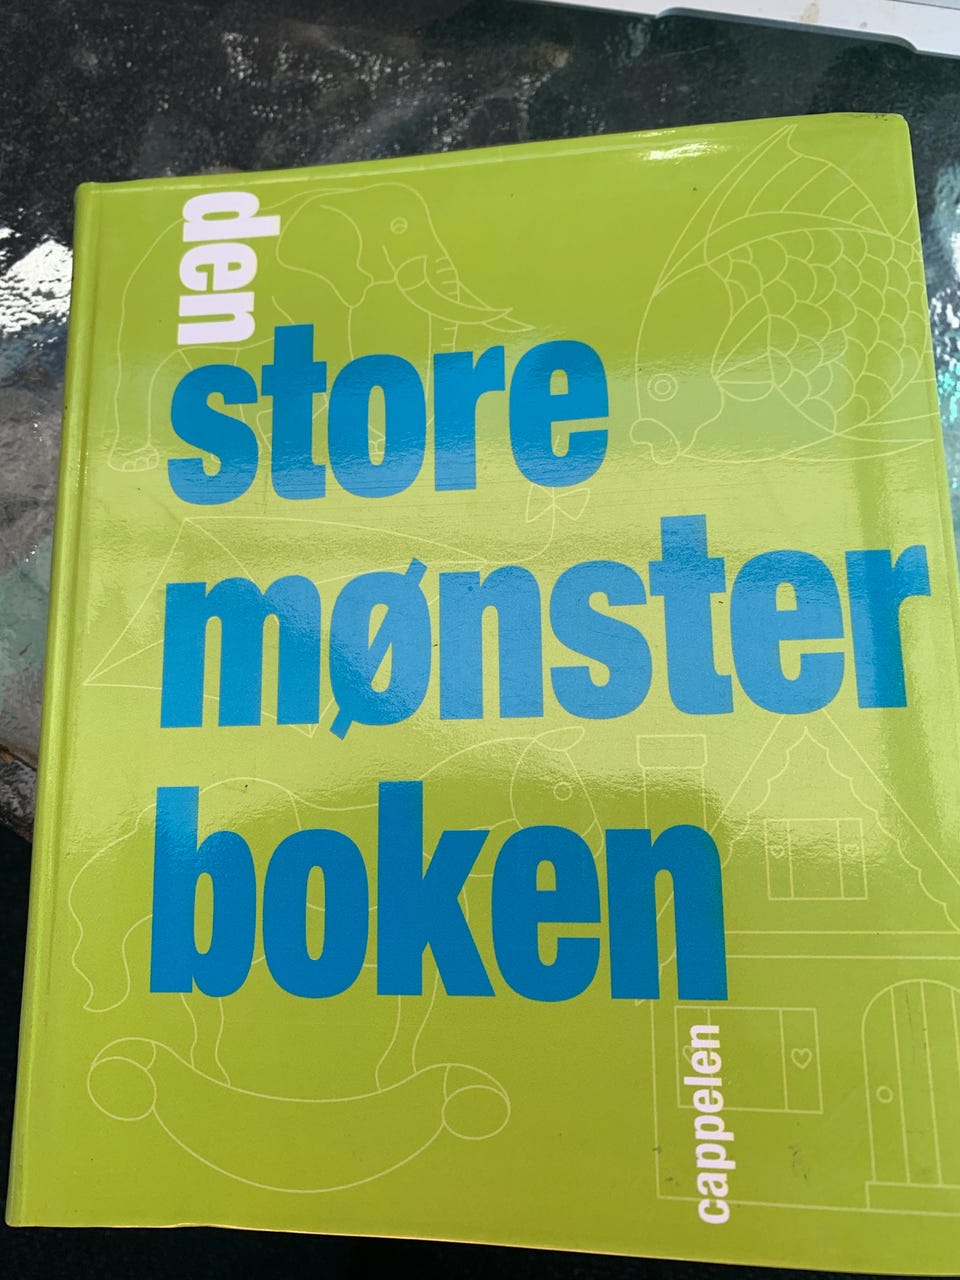 den
store
mønster
boken
cappelen